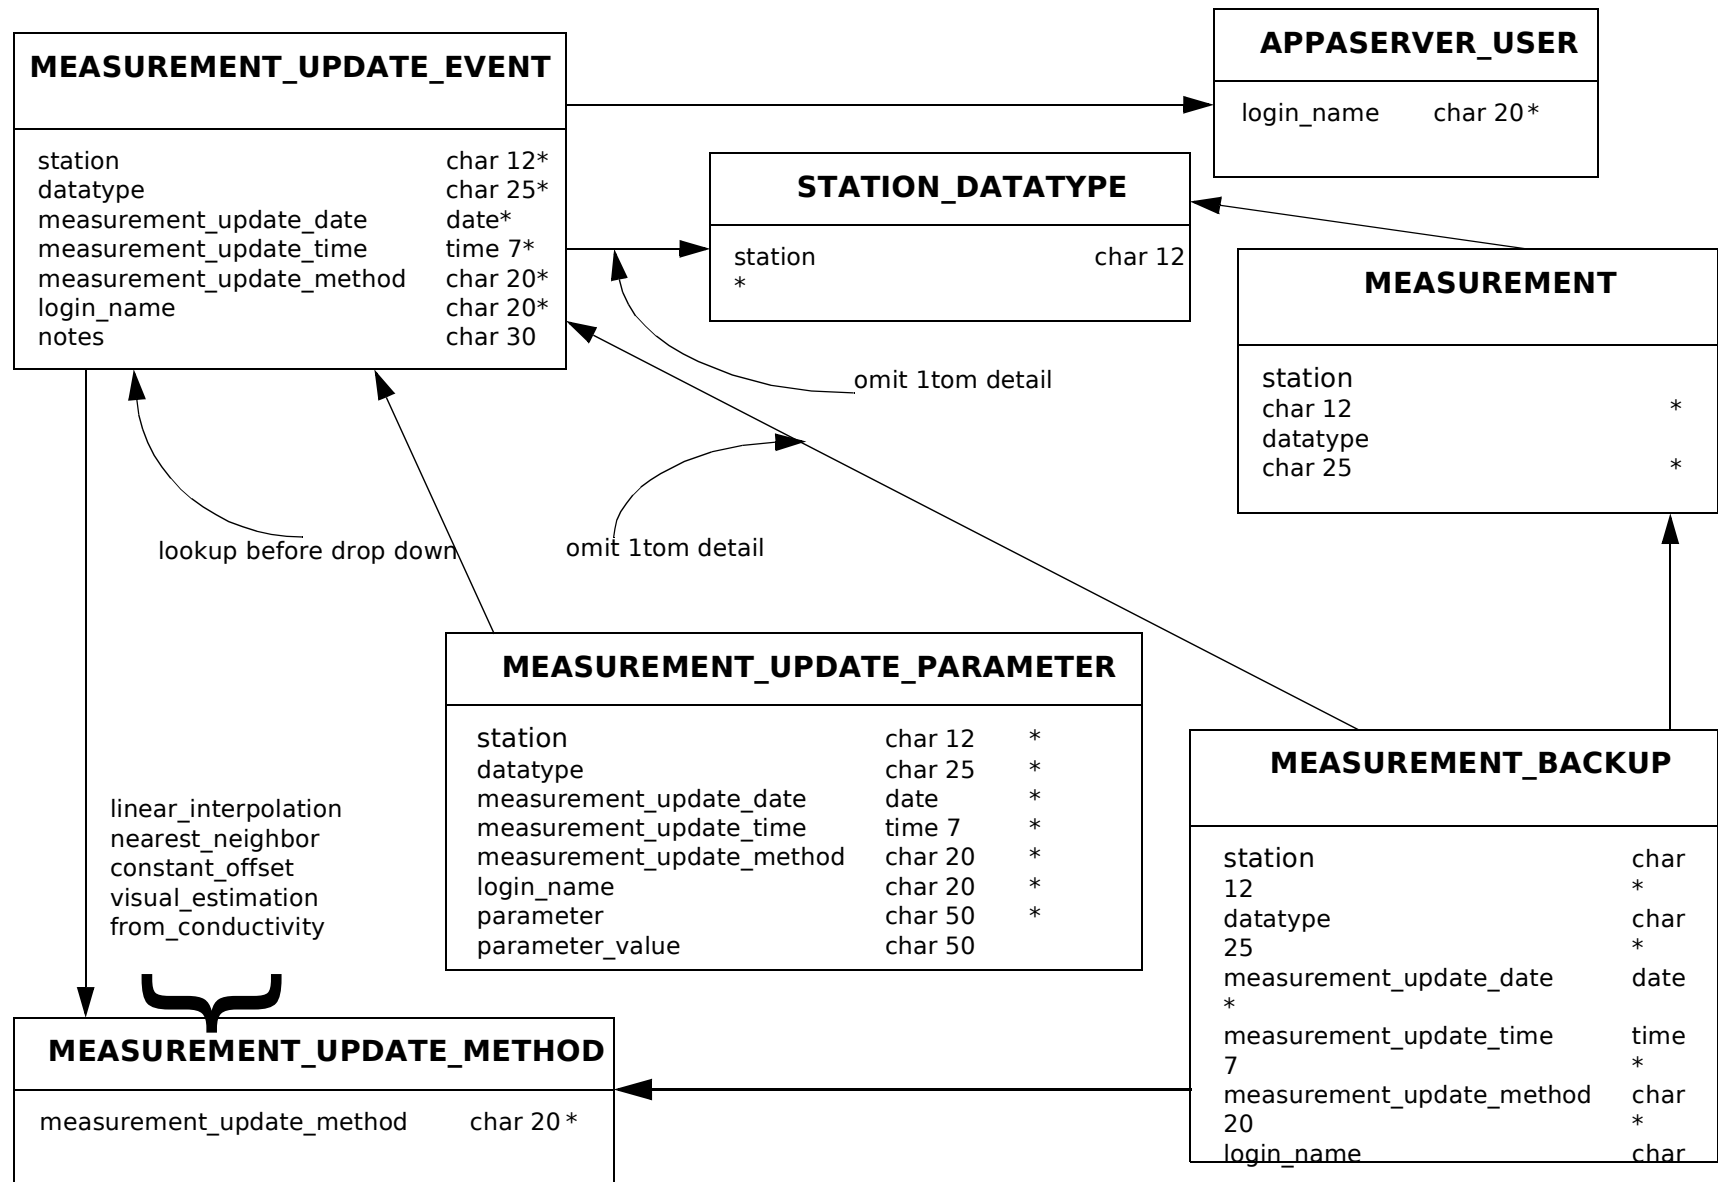 MEASUREMENT_UPDATE_EVENT
station char 12*
datatype char 25*
measurement_update_date date*
measurement_update_time time 7*
measurement_update_method char 20*
login_name char 20*
notes char 30
APPASERVER_USER
login_name char 20*
STATION_DATATYPE
station char 12
*
MEASUREMENT
station
char 12 *
datatype
char 25 *
omit 1tom detail
lookup before drop down
omit 1tom detail
MEASUREMENT_UPDATE_PARAMETER
station char 12 *
datatype char 25 *
measurement_update_date date *
measurement_update_time time 7 *
measurement_update_method char 20 *
login_name char 20 *
parameter char 50 *
parameter_value char 50
MEASUREMENT_BACKUP
station char
12 *
datatype char
25 *
measurement_update_date date
*
measurement_update_time time
7 *
measurement_update_method char
20 *
login_name char
linear_interpolation
nearest_neighbor
constant_offset
visual_estimation
from_conductivity
MEASUREMENT_UPDATE_METHOD
measurement_update_method char 20*